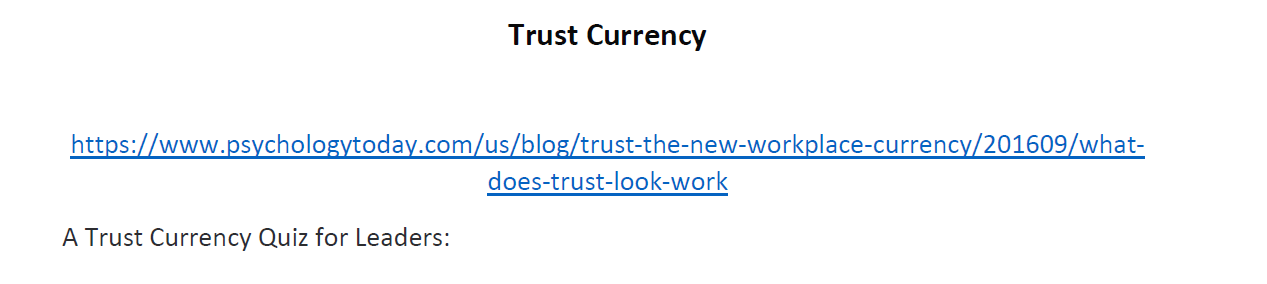 Trust Currency
https://www.psychologytoday.com/us/blog/trust-the-new-workplace-currency/201609/what-
does-trust-look-work
A Trust Currency Quiz for Leaders: